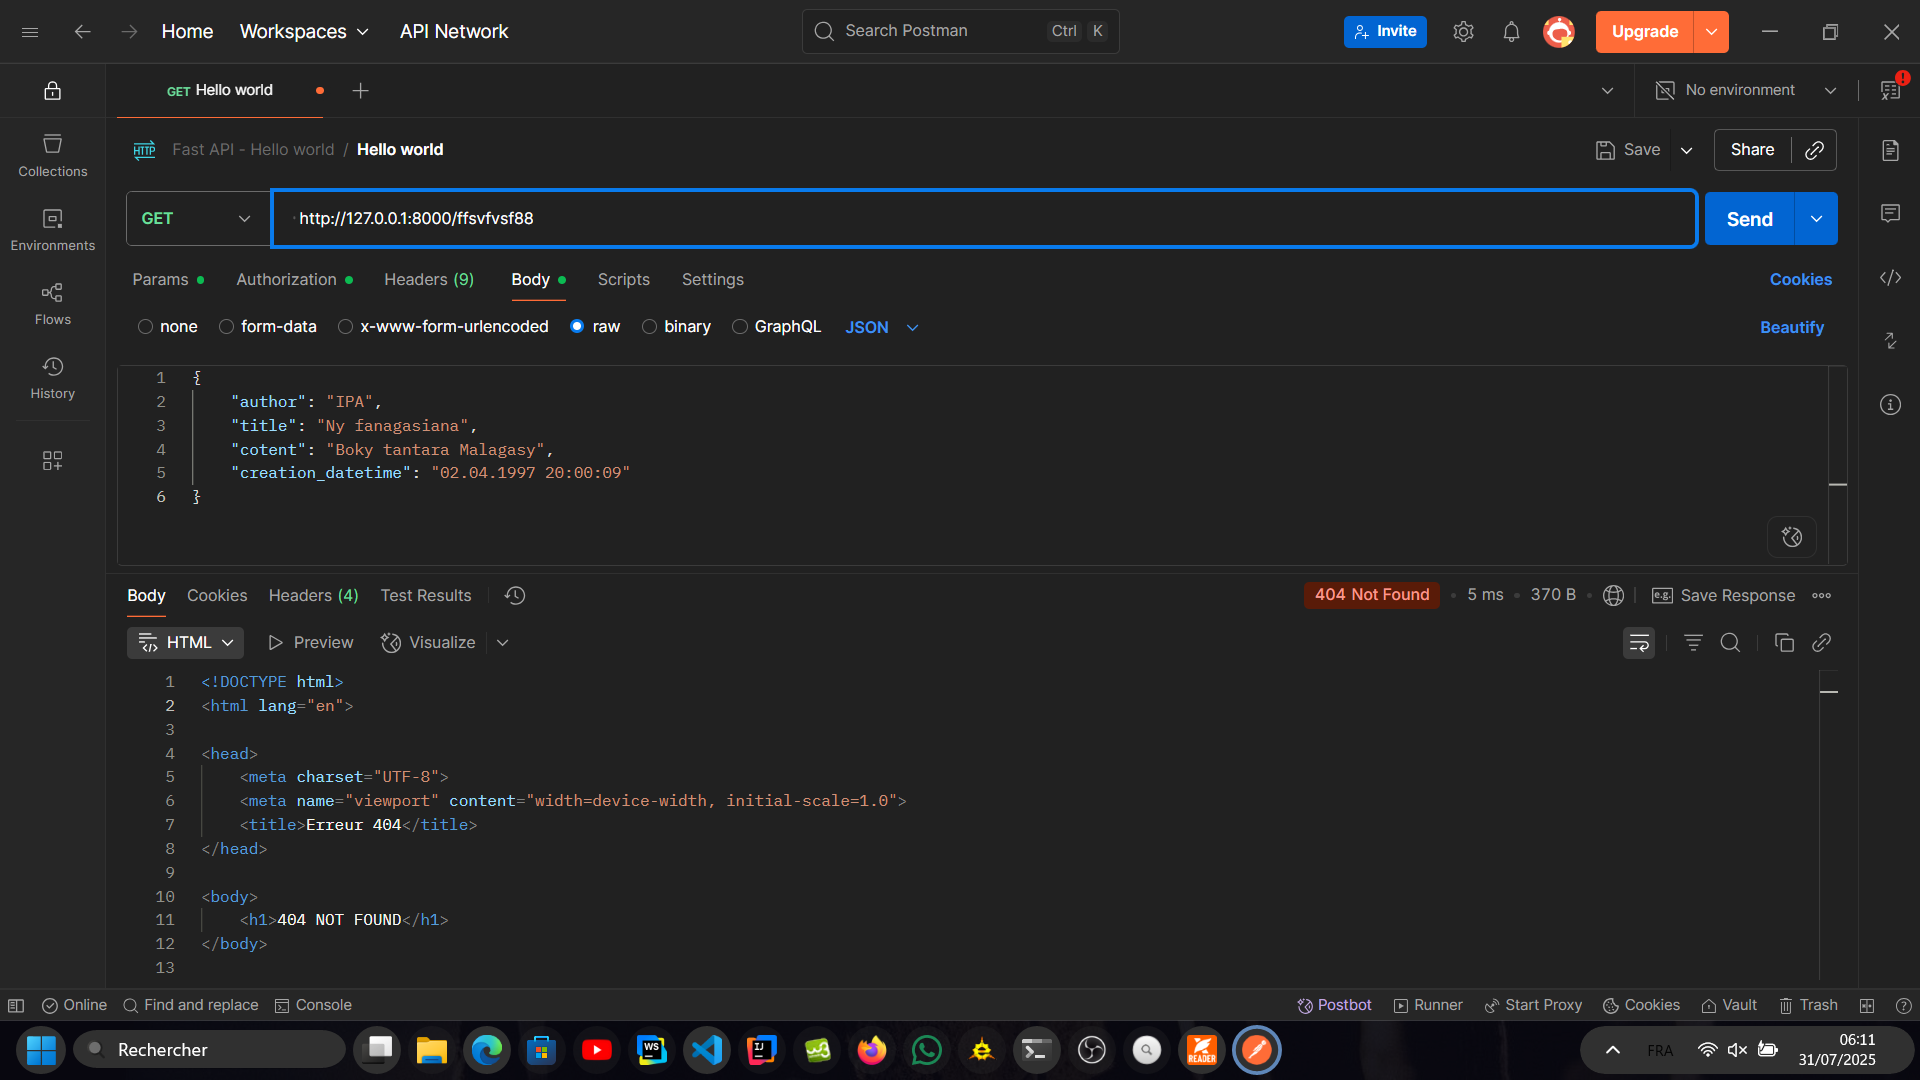 Home Workspaces API Network Search Postman Ctrl K Invite Upgrade
GET Hello world No environment !
HTTP Fast API - Hello world / Hello world Save Share
Collections
Environments
Flows
History
GET http://127.0.0.1:8000/ffsvfvsf88 Send
Params Authorization Headers (9) Body Scripts Settings Cookies
none form-data x-www-form-urlencoded raw binary GraphQL JSON Beautify
1 {
2 "author": "IPA",
3 "title": "Ny fanagasiana",
4 "cotent": "Boky tantara Malagasy",
5 "creation_datetime": "02.04.1997 20:00:09"
6 }
Body Cookies Headers (4) Test Results 404 Not Found • 5 ms • 370 B • e.g. Save Response
HTML Preview Visualize
1 <!DOCTYPE html>
2 <html lang="en">
3
4 <head>
5 <meta charset="UTF-8">
6 <meta name="viewport" content="width=device-width, initial-scale=1.0">
7 <title>Erreur 404</title>
8 </head>
9
10 <body>
11 <h1>404 NOT FOUND</h1>
12 </body>
13
Online Find and replace Console Postbot Runner Start Proxy Cookies Vault Trash
Rechercher WS IJ READER FRA 06:11
31/07/2025